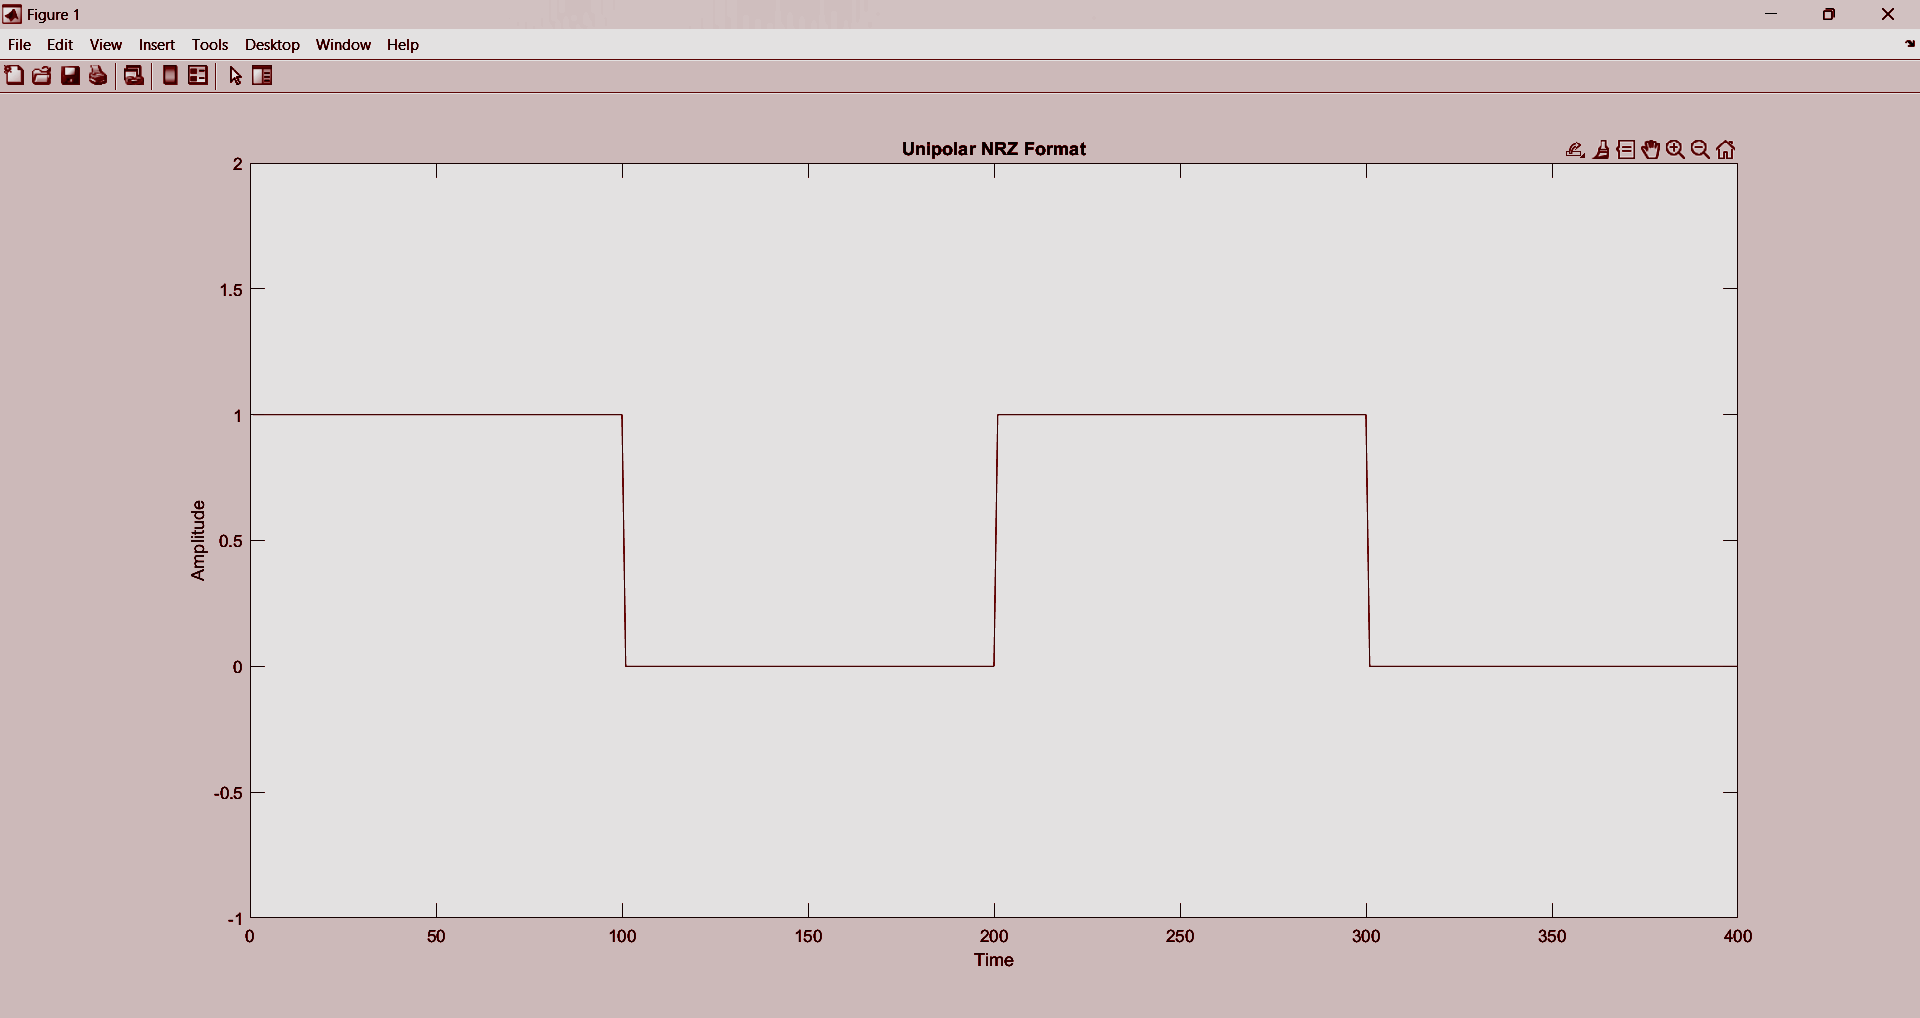 Figure 1
File Edit View Insert Tools Desktop Window Help
Unipolar NRZ Format
2
1.5
1
0.5
0
-0.5
-1
Amplitude
0 50 100 150 200 250 300 350 400
Time